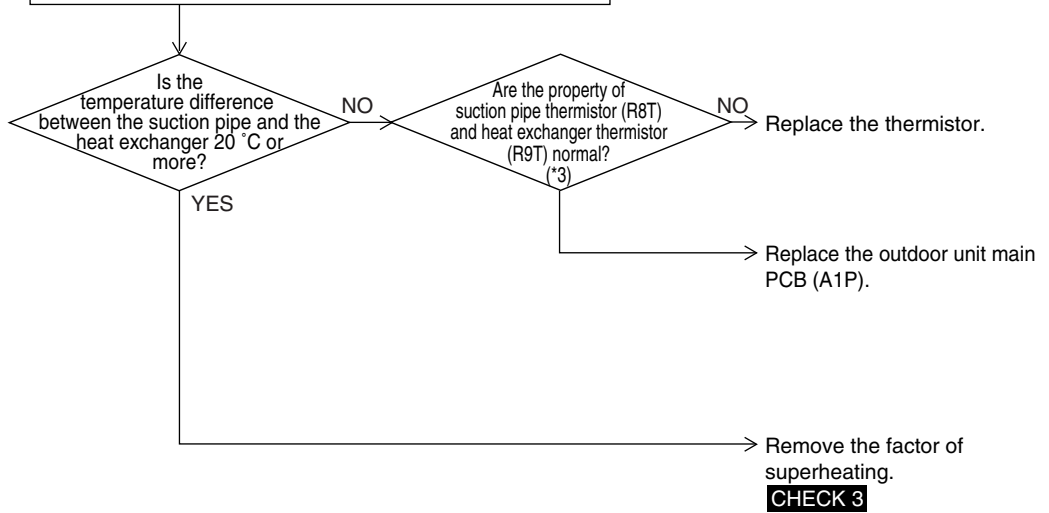 Is the
temperature difference
between the suction pipe and the
heat exchanger 20 ˚C or
more?
NO
Are the property of
suction pipe thermistor (R8T)
and heat exchanger thermistor
(R9T) normal?
(*3)
NO
Replace the thermistor.
YES
Replace the outdoor unit main
PCB (A1P).
Remove the factor of
superheating.
CHECK 3